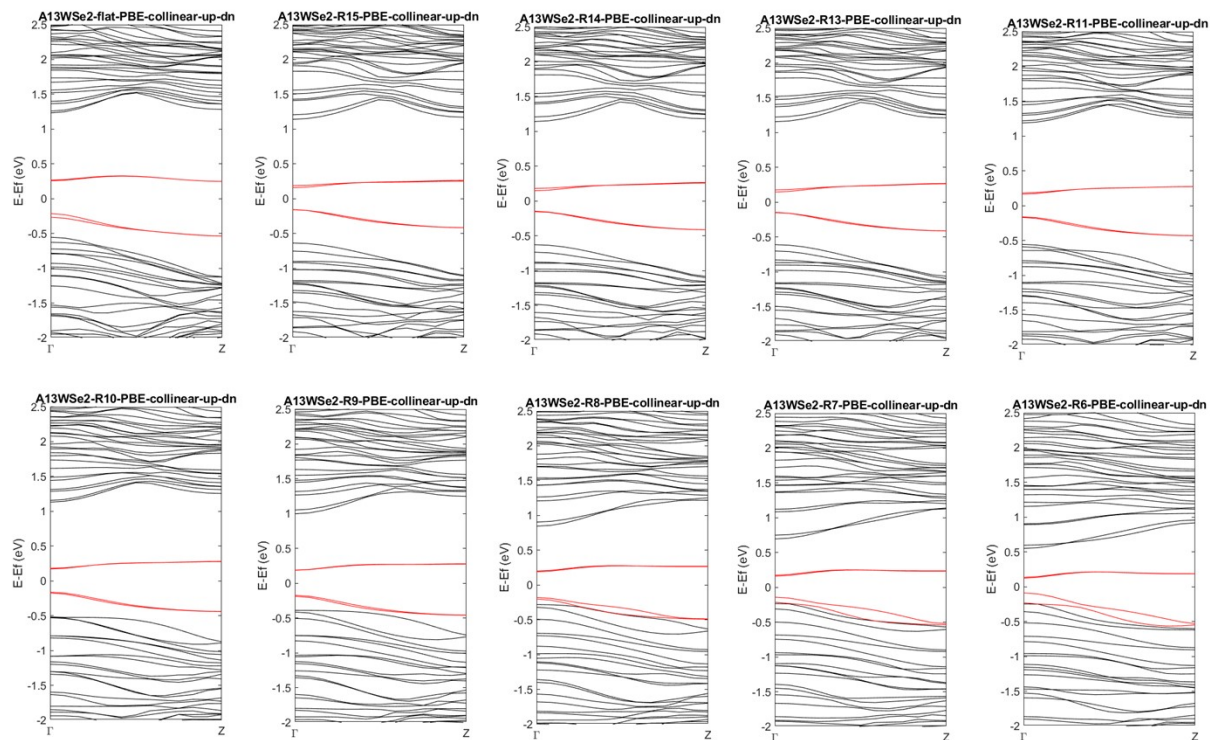 A13WSe2-flat-PBE-collinear-up-dn
2.5
2
1.5
1
0.5
0
-0.5
-1
-1.5
-2
E-Ef (eV)
Γ
Z
A13WSe2-R15-PBE-collinear-up-dn
2.5
2
1.5
1
0.5
0
-0.5
-1
-1.5
-2
E-Ef (eV)
Γ
Z
A13WSe2-R14-PBE-collinear-up-dn
2.5
2
1.5
1
0.5
0
-0.5
-1
-1.5
-2
E-Ef (eV)
Γ
Z
A13WSe2-R13-PBE-collinear-up-dn
2.5
2
1.5
1
0.5
0
-0.5
-1
-1.5
-2
E-Ef (eV)
Γ
Z
A13WSe2-R11-PBE-collinear-up-dn
2.5
2
1.5
1
0.5
0
-0.5
-1
-1.5
-2
E-Ef (eV)
Γ
Z
A13WSe2-R10-PBE-collinear-up-dn
2.5
2
1.5
1
0.5
0
-0.5
-1
-1.5
-2
E-Ef (eV)
Γ
Z
A13WSe2-R9-PBE-collinear-up-dn
2.5
2
1.5
1
0.5
0
-0.5
-1
-1.5
-2
E-Ef (eV)
Γ
Z
A13WSe2-R8-PBE-collinear-up-dn
2.5
2
1.5
1
0.5
0
-0.5
-1
-1.5
-2
E-Ef (eV)
Γ
Z
A13WSe2-R7-PBE-collinear-up-dn
2.5
2
1.5
1
0.5
0
-0.5
-1
-1.5
-2
E-Ef (eV)
Γ
Z
A13WSe2-R6-PBE-collinear-up-dn
2.5
2
1.5
1
0.5
0
-0.5
-1
-1.5
-2
E-Ef (eV)
Γ
Z